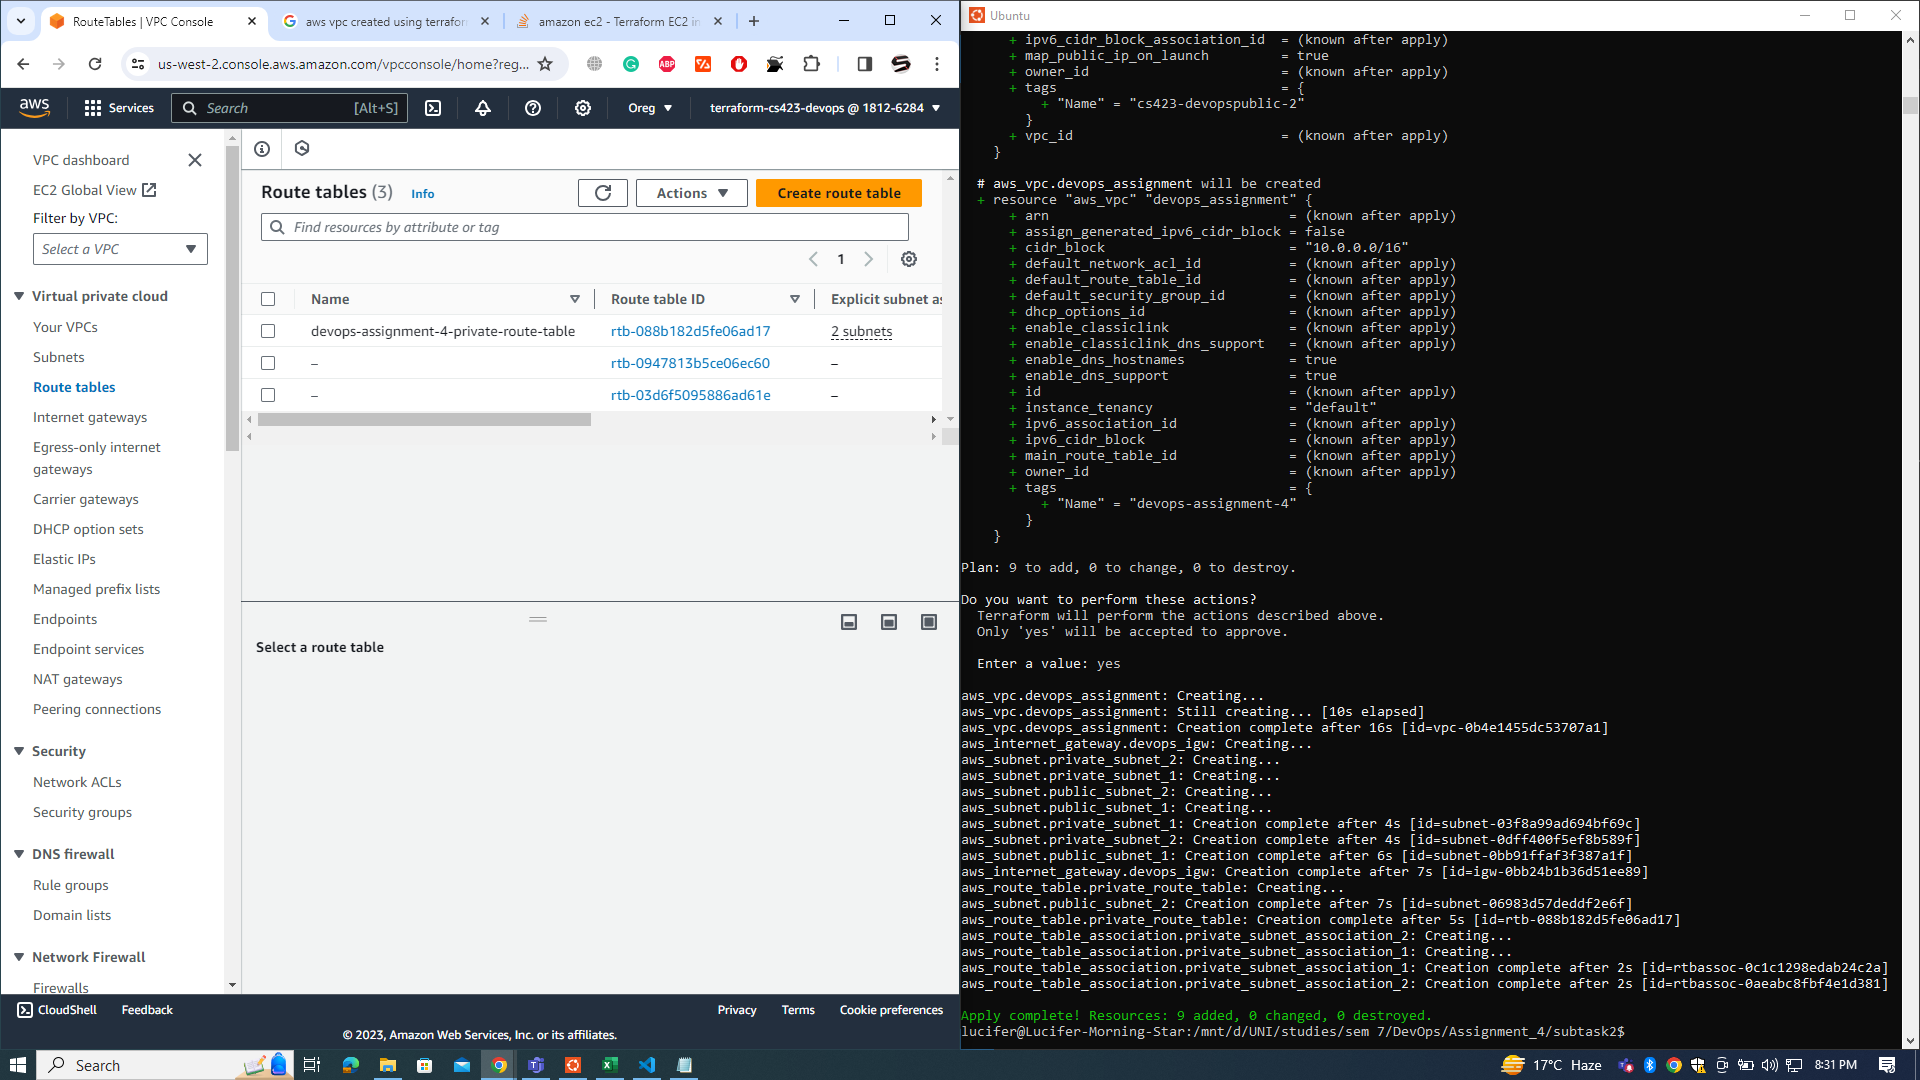 RouteTables | VPC Console
aws vpc created using terrafor
amazon ec2 - Terraform EC2 in
us-west-2.console.aws.amazon.com/vpcconsole/home?reg...
aws
Services
Search
[Alt+S]
Oreg
terraform-cs423-devops @ 1812-6284
VPC dashboard
EC2 Global View
Filter by VPC:
Select a VPC
Virtual private cloud
Your VPCs
Subnets
Route tables
Internet gateways
Egress-only internet
gateways
Carrier gateways
DHCP option sets
Elastic IPs
Managed prefix lists
Endpoints
Endpoint services
NAT gateways
Peering connections
Security
Network ACLs
Security groups
DNS firewall
Rule groups
Domain lists
Network Firewall
Firewalls
Route tables (3) Info
Actions
Create route table
Find resources by attribute or tag
1
Name Route table ID Explicit subnet as
devops-assignment-4-private-route-table rtb-088b182d5fe06ad17 2 subnets
– rtb-0947813b5ce06ec60 –
– rtb-03d6f5095886ad61e –
Select a route table
CloudShell Feedback Privacy Terms Cookie preferences
© 2023, Amazon Web Services, Inc. or its affiliates.
Ubuntu
+ ipv6_cidr_block_association_id = (known after apply)
+ map_public_ip_on_launch = true
+ owner_id = (known after apply)
+ tags = {
+ "Name" = "cs423-devopspublic-2"
}
+ vpc_id = (known after apply)
}
# aws_vpc.devops_assignment will be created
+ resource "aws_vpc" "devops_assignment" {
+ arn = (known after apply)
+ assign_generated_ipv6_cidr_block = false
+ cidr_block = "10.0.0.0/16"
+ default_network_acl_id = (known after apply)
+ default_route_table_id = (known after apply)
+ default_security_group_id = (known after apply)
+ dhcp_options_id = (known after apply)
+ enable_classiclink = (known after apply)
+ enable_classiclink_dns_support = (known after apply)
+ enable_dns_hostnames = true
+ enable_dns_support = true
+ id = (known after apply)
+ instance_tenancy = "default"
+ ipv6_association_id = (known after apply)
+ ipv6_cidr_block = (known after apply)
+ main_route_table_id = (known after apply)
+ owner_id = (known after apply)
+ tags = {
+ "Name" = "devops-assignment-4"
}
}
Plan: 9 to add, 0 to change, 0 to destroy.
Do you want to perform these actions?
Terraform will perform the actions described above.
Only 'yes' will be accepted to approve.
Enter a value: yes
aws_vpc.devops_assignment: Creating...
aws_vpc.devops_assignment: Still creating... [10s elapsed]
aws_vpc.devops_assignment: Creation complete after 16s [id=vpc-0b4e1455dc53707a1]
aws_internet_gateway.devops_igw: Creating...
aws_subnet.private_subnet_2: Creating...
aws_subnet.private_subnet_1: Creating...
aws_subnet.public_subnet_2: Creating...
aws_subnet.public_subnet_1: Creating...
aws_subnet.private_subnet_1: Creation complete after 4s [id=subnet-03f8a99ad694bf69c]
aws_subnet.private_subnet_2: Creation complete after 4s [id=subnet-0dff400f5ef8b589f]
aws_subnet.public_subnet_1: Creation complete after 6s [id=subnet-0bb91ffaf3f387a1f]
aws_internet_gateway.devops_igw: Creation complete after 7s [id=igw-0bb24b1b36d51ee89]
aws_route_table.private_route_table: Creating...
aws_subnet.public_subnet_2: Creation complete after 7s [id=subnet-06983d57deddf2e6f]
aws_route_table.private_route_table: Creation complete after 5s [id=rtb-088b182d5fe06ad17]
aws_route_table_association.private_subnet_association_2: Creating...
aws_route_table_association.private_subnet_association_1: Creating...
aws_route_table_association.private_subnet_association_1: Creation complete after 2s [id=rtbassoc-0c1c1298edab24c2a]
aws_route_table_association.private_subnet_association_2: Creation complete after 2s [id=rtbassoc-0aeabc8fbf4e1d381]
Apply complete! Resources: 9 added, 0 changed, 0 destroyed.
lucifer@Lucifer-Morning-Star:/mnt/d/UNI/studies/sem 7/DevOps/Assignment_4/subtask2$
Search
17°C Haze
8:31 PM